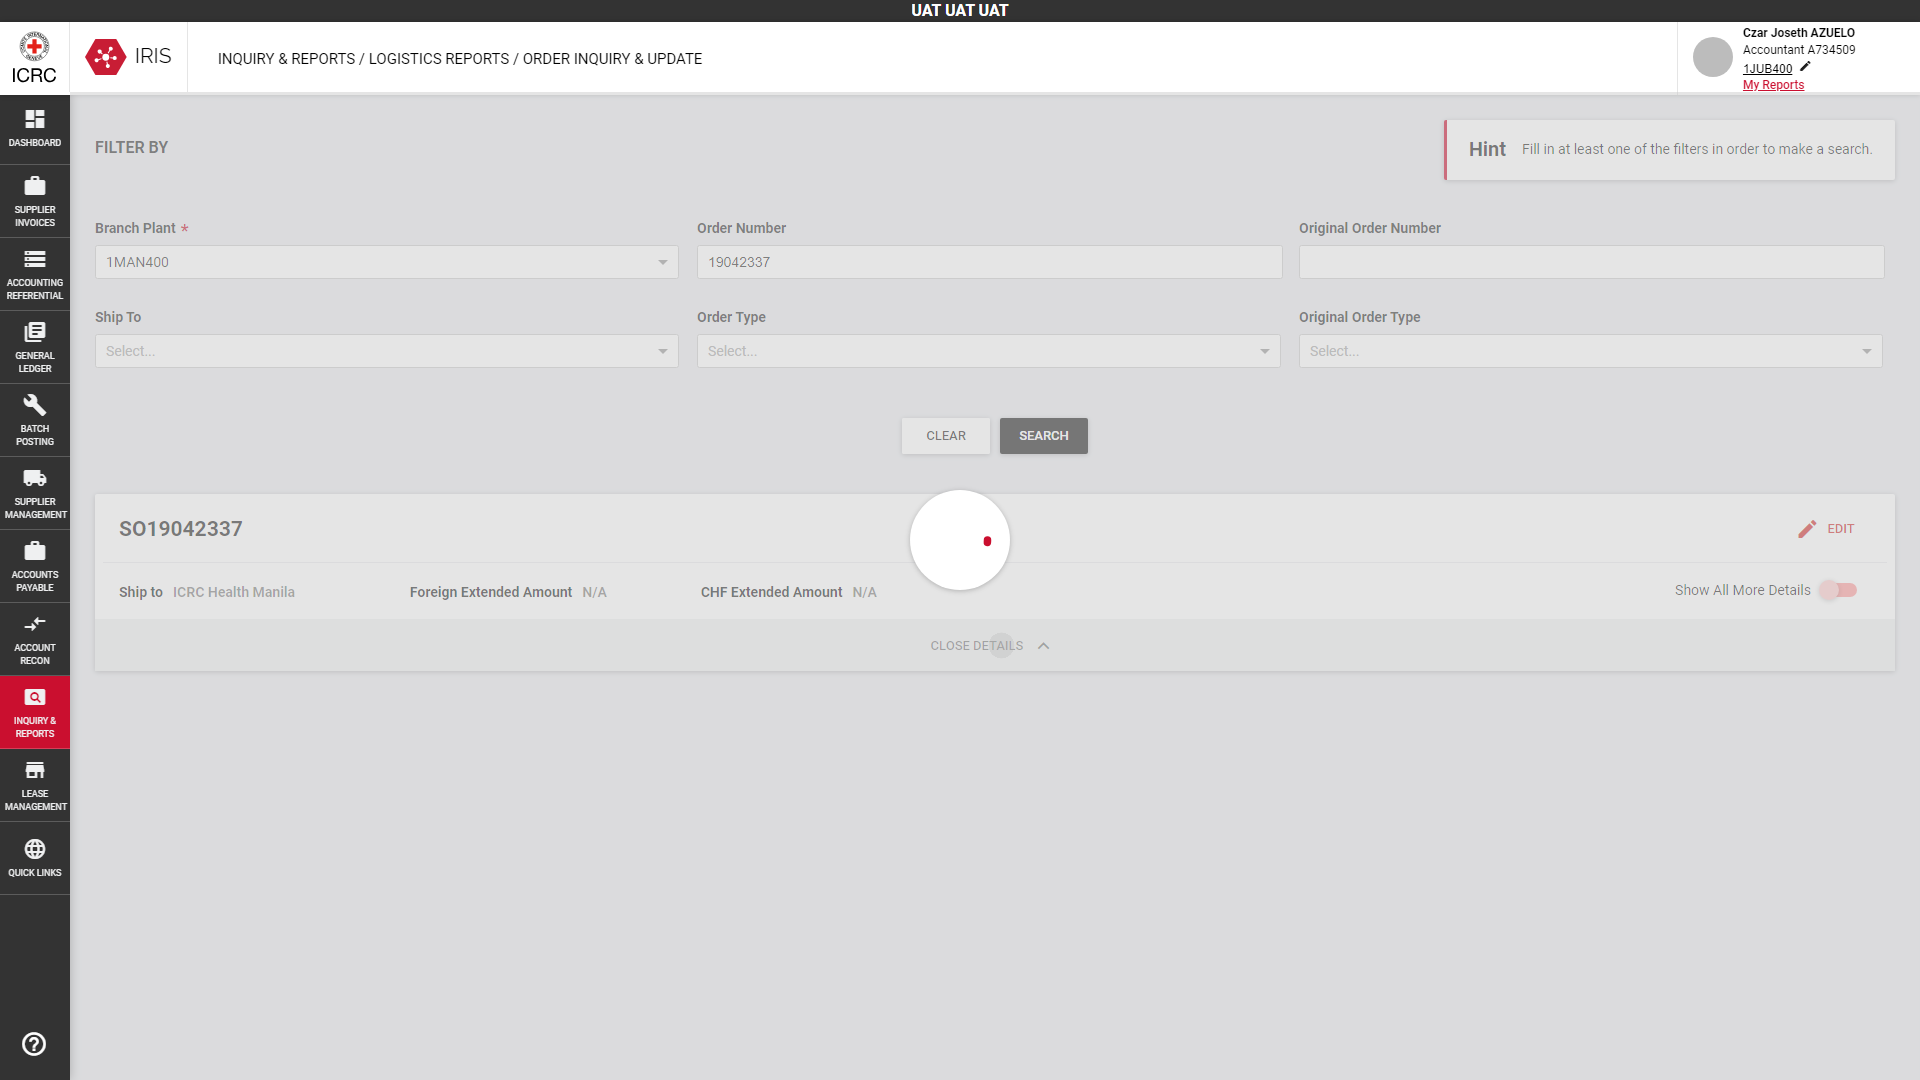 UAT UAT UAT
ICRC
IRIS
INQUIRY & REPORTS / LOGISTICS REPORTS / ORDER INQUIRY & UPDATE
Czar Joseth AZUELO
Accountant A734509
1JUB400
My Reports
DASHBOARD
SUPPLIER
INVOICES
ACCOUNTING
REFERENTIAL
GENERAL
LEDGER
BATCH
POSTING
SUPPLIER
MANAGEMENT
ACCOUNTS
PAYABLE
ACCOUNT
RECON
INQUIRY &
REPORTS
LEASE
MANAGEMENT
QUICK LINKS
FILTER BY
Hint Fill in at least one of the filters in order to make a search.
Branch Plant * Order Number Original Order Number
1MAN400 19042337
Ship To Order Type Original Order Type
Select... Select... Select...
CLEAR SEARCH
SO19042337 EDIT
Ship to ICRC Health Manila Foreign Extended Amount N/A CHF Extended Amount N/A Show All More Details
CLOSE DETAILS